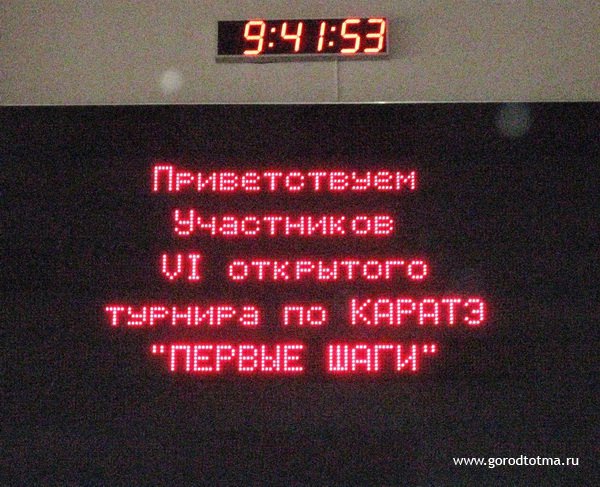 9:41:53
Приветствуем
Участников
VI открытого
турнира по КАРАТЭ
"ПЕРВЫЕ ШАГИ"
www.gorodtotma.ru